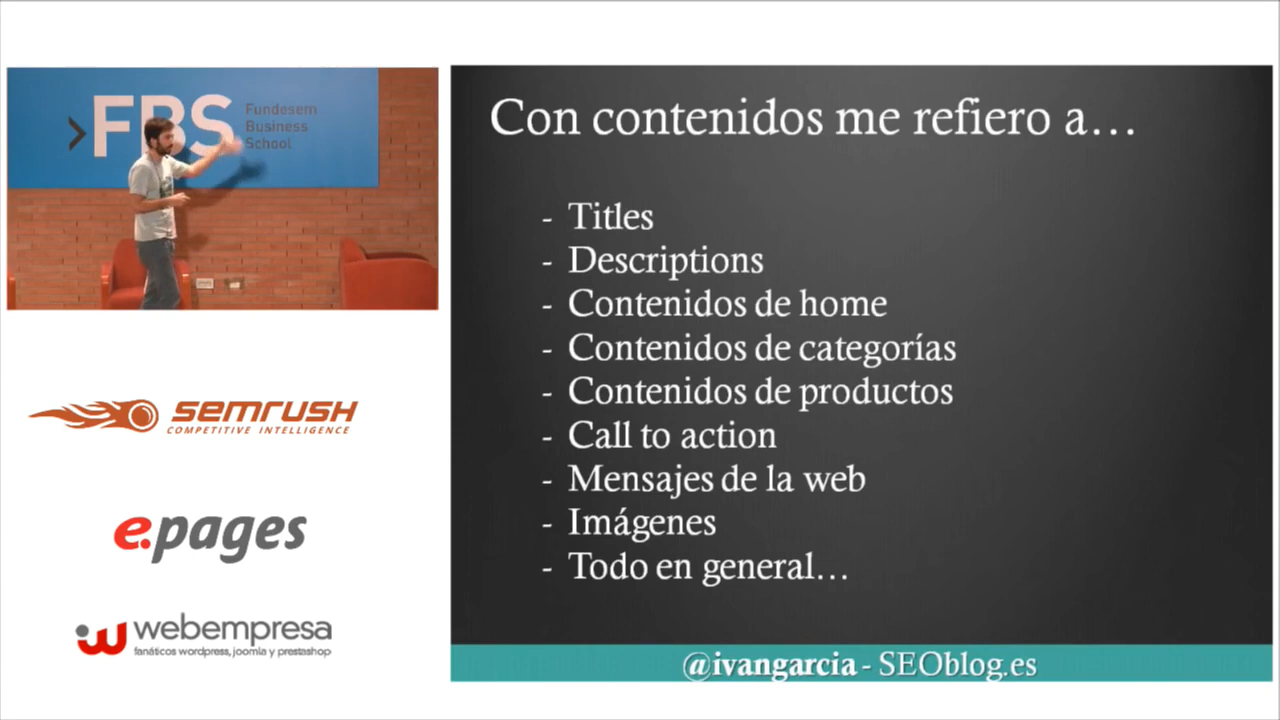 FBS
Fundesem
Business
School
semrush
COMPETITIVE INTELLIGENCE
e.pages
webempresa
fanáticos wordpress, joomla y prestashop
Con contenidos me refiero a...
- Titles
- Descriptions
- Contenidos de home
- Contenidos de categorías
- Contenidos de productos
- Call to action
- Mensajes de la web
- Imágenes
- Todo en general...
@ivangarcia - SEOblog.es